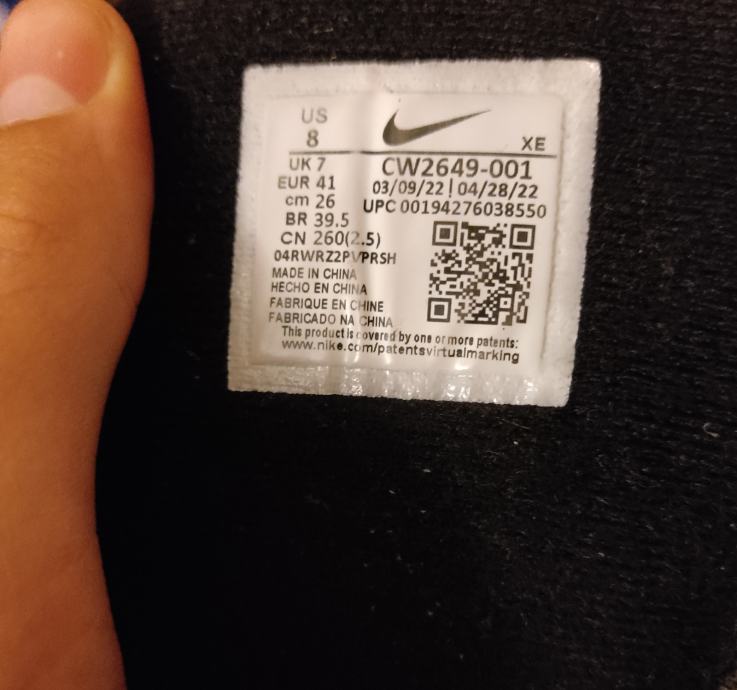 US
8
XE
UK 7
CW2649-001
EUR 41
03/09/22 | 04/28/22
cm 26
UPC 00194276038550
BR 39.5
CN 260(2.5)
04RWRZ2PVPRSH
MADE IN CHINA
HECHO EN CHINA
FABRIQUE EN CHINE
FABRICADO NA CHINA
This product is covered by one or more patents:
www.nike.com/patentsvirtualmarking